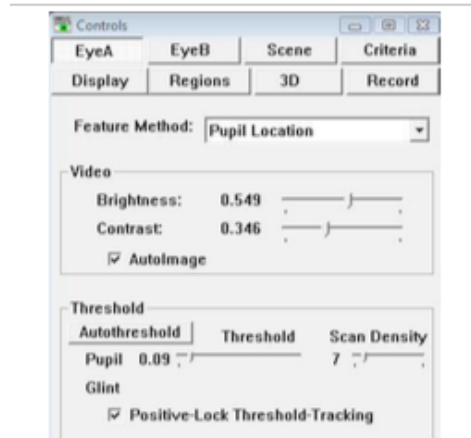 Controls
EyeA EyeB Scene Criteria
Display Regions 3D Record
Feature Method: Pupil Location
Video
Brightness: 0.549
Contrast: 0.346
AutoImage
Threshold
Autothreshold Threshold Scan Density
Pupil 0.09 7
Glint
Positive-Lock Threshold-Tracking